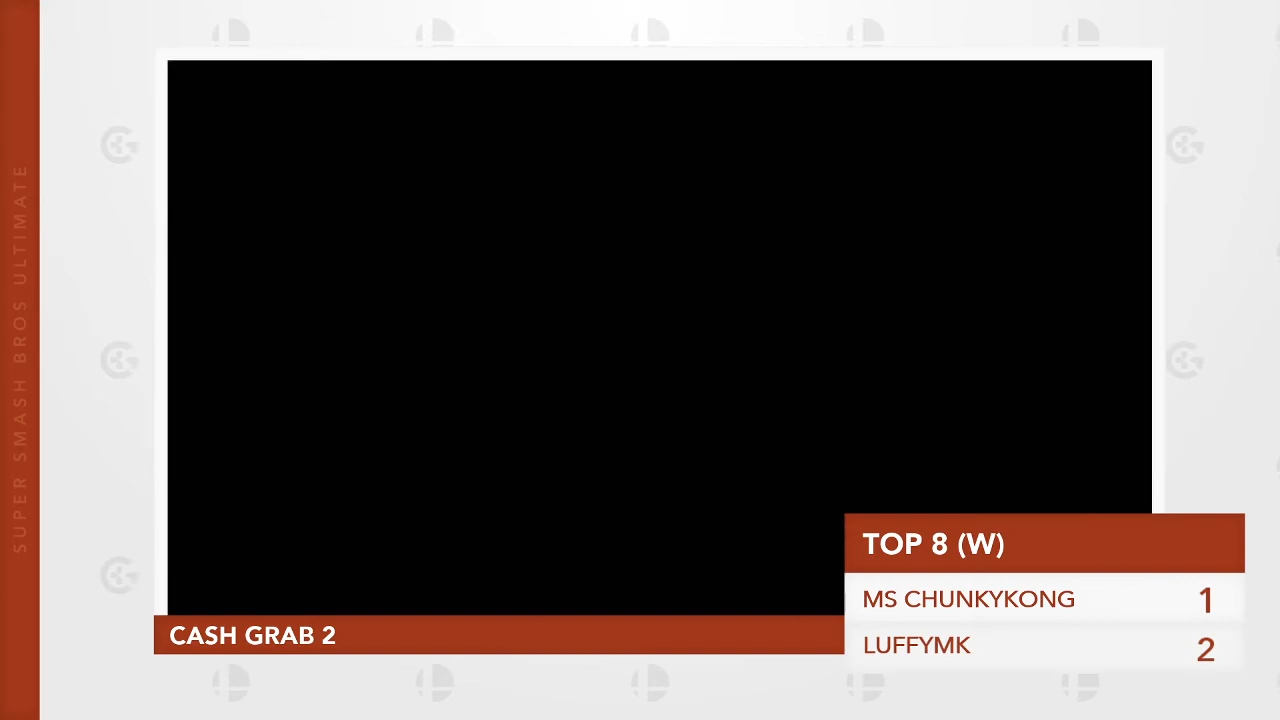 SUPER SMASH BROS ULTIMATE
TOP 8 (W)
MS CHUNKYKONG 1
LUFFYMK 2
CASH GRAB 2